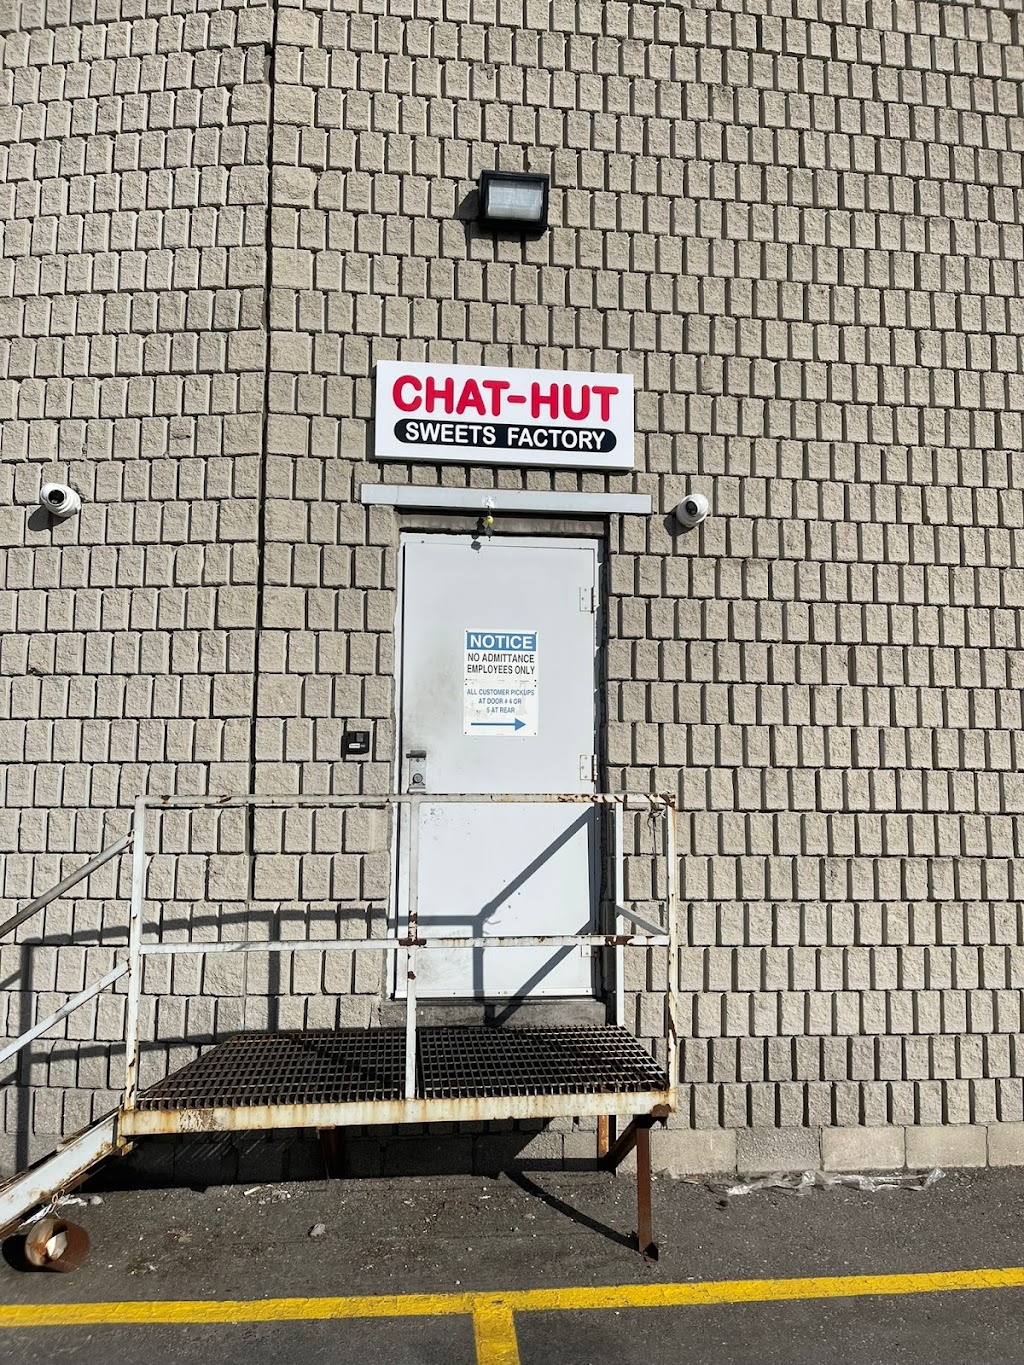 CHAT-HUT
SWEETS FACTORY
NOTICE
NO ADMITTANCE
EMPLOYEES ONLY
ALL CUSTOMER PICKUPS
AT DOOR # 4 OR
5 AT REAR